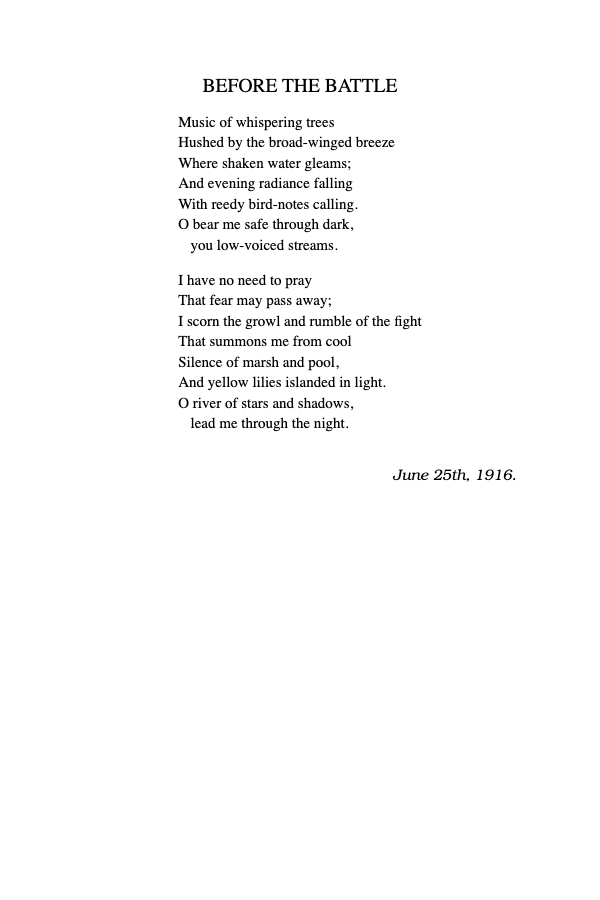 BEFORE THE BATTLE
Music of whispering trees
Hushed by the broad-winged breeze
Where shaken water gleams;
And evening radiance falling
With reedy bird-notes calling.
O bear me safe through dark,
you low-voiced streams.
I have no need to pray
That fear may pass away;
I scorn the growl and rumble of the fight
That summons me from cool
Silence of marsh and pool,
And yellow lilies islanded in light.
O river of stars and shadows,
lead me through the night.
June 25th, 1916.